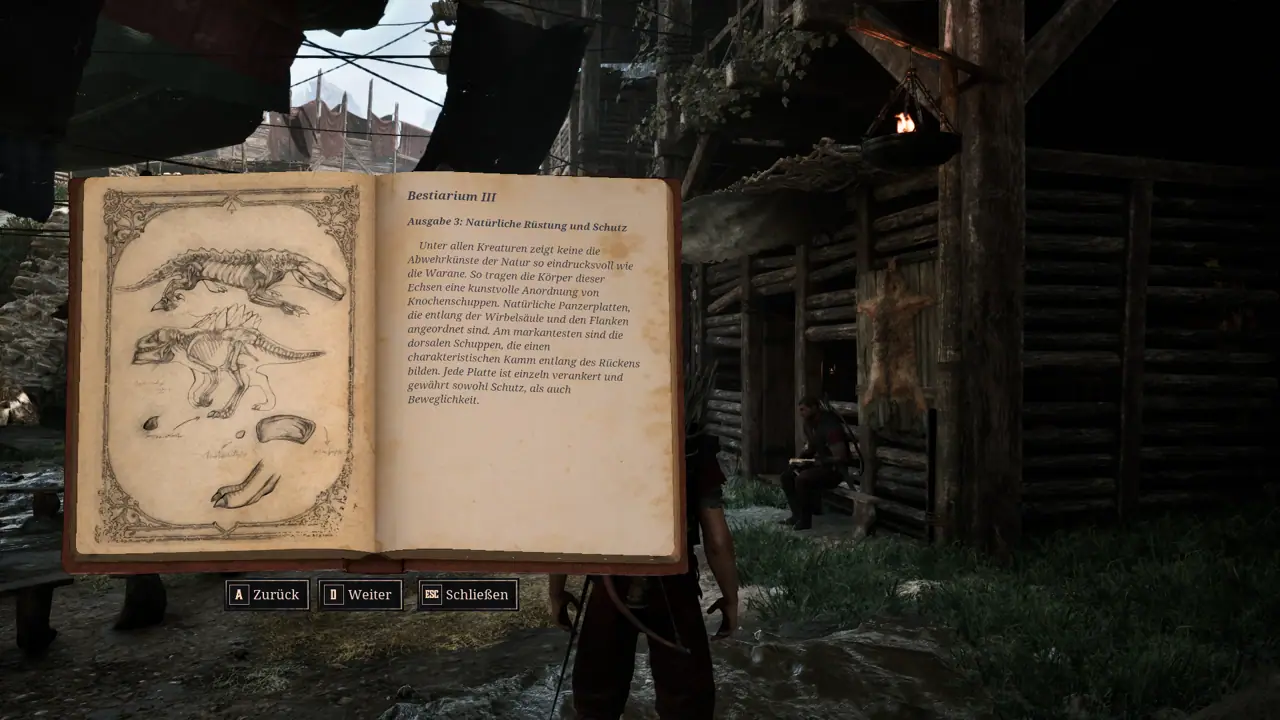 Bestiarium III
Ausgabe 3: Natürliche Rüstung und Schutz
Unter allen Kreaturen zeigt keine die
Abwehrkünste der Natur so eindrucksvoll wie
die Warane. So tragen die Körper dieser
Echsen eine kunstvolle Anordnung von
Knochenschuppen. Natürliche Panzerplatten,
die entlang der Wirbelsäule und den Flanken
angeordnet sind. Am markantesten sind die
dorsalen Schuppen, die einen
charakteristischen Kamm entlang des Rückens
bilden. Jede Platte ist einzeln verankert und
gewährt sowohl Schutz, als auch
Beweglichkeit.
A Zurück
D Weiter
ESC Schließen